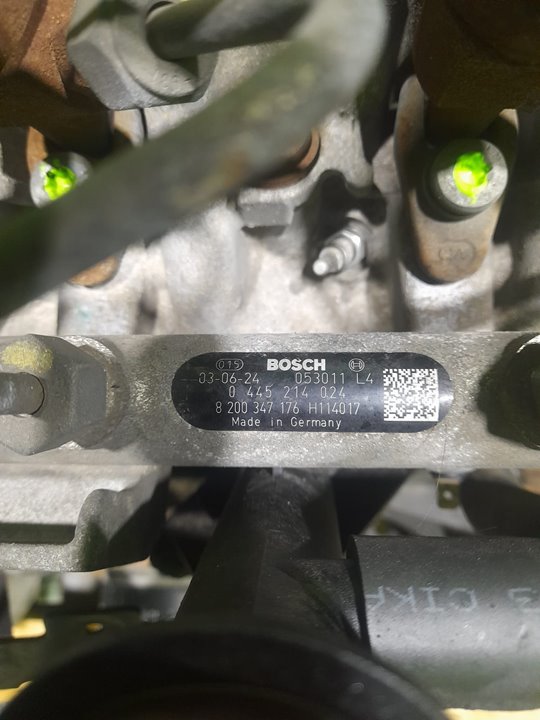 015 BOSCH
03-06-24 053011 L4
0 445 214 024
8 200 347 176 H114017
Made in Germany